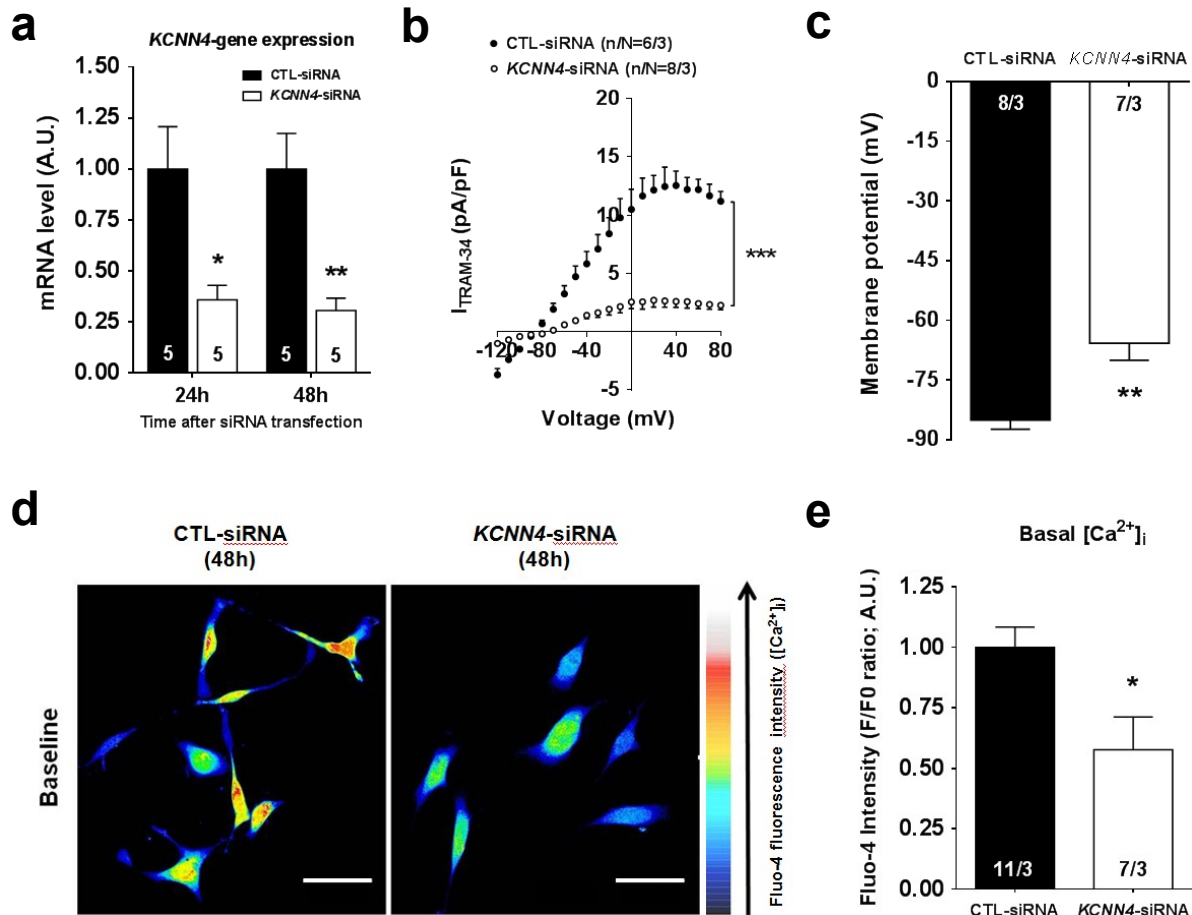 a
KCNN4-gene expression
CTL-siRNA
KCNN4-siRNA
mRNA level (A.U.)
1.50
1.25
1.00
0.75
0.50
0.25
0.00
*
**
5
5
5
5
24h
48h
Time after siRNA transfection
b
CTL-siRNA (n/N=6/3)
KCNN4-siRNA (n/N=8/3)
I_TRAM-34 (pA/pF)
20
15
10
5
-5
-120
-80
-40
40
80
***
Voltage (mV)
c
CTL-siRNA
KCNN4-siRNA
Membrane potential (mV)
0
-15
-30
-45
-60
-75
-90
8/3
7/3
**
d
CTL-siRNA
(48h)
KCNN4-siRNA
(48h)
Baseline
Fluo-4 fluorescence intensity ([Ca²⁺]ᵢ)
e
Basal [Ca²⁺]ᵢ
Fluo-4 Intensity (F/F0 ratio; A.U.)
1.25
1.00
0.75
0.50
0.25
0.00
*
11/3
7/3
CTL-siRNA
KCNN4-siRNA